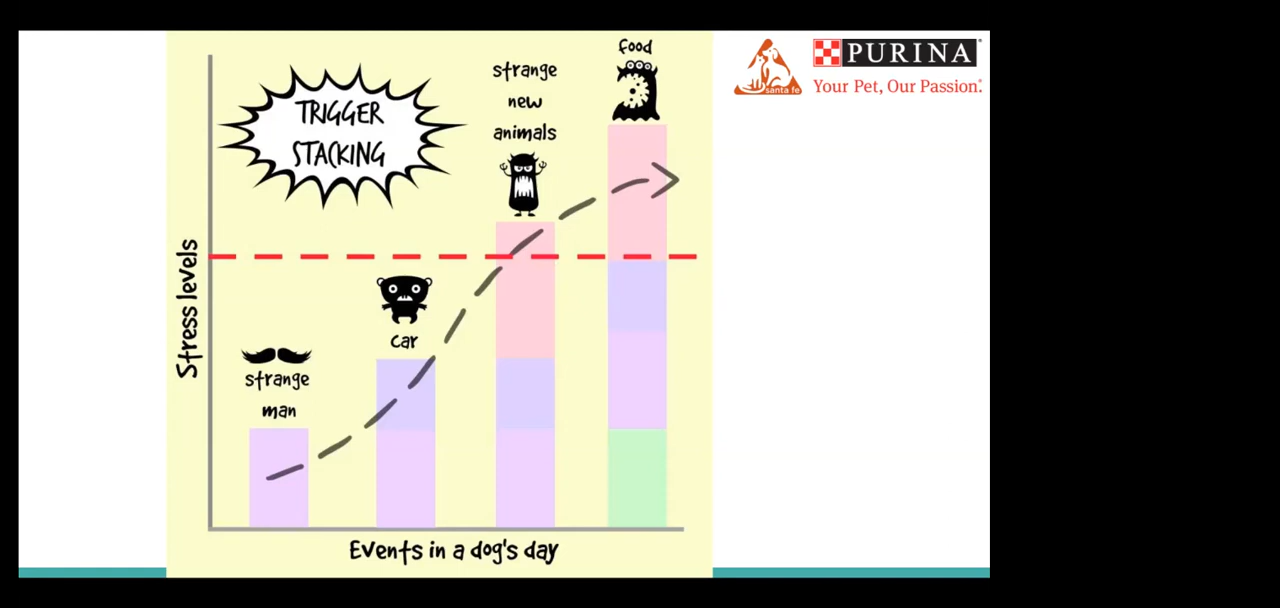 TRIGGER
STACKING
strange
man
car
strange
new
animals
food
Stress levels
Events in a dog's day
santa fe
PURINA
Your Pet, Our Passion.